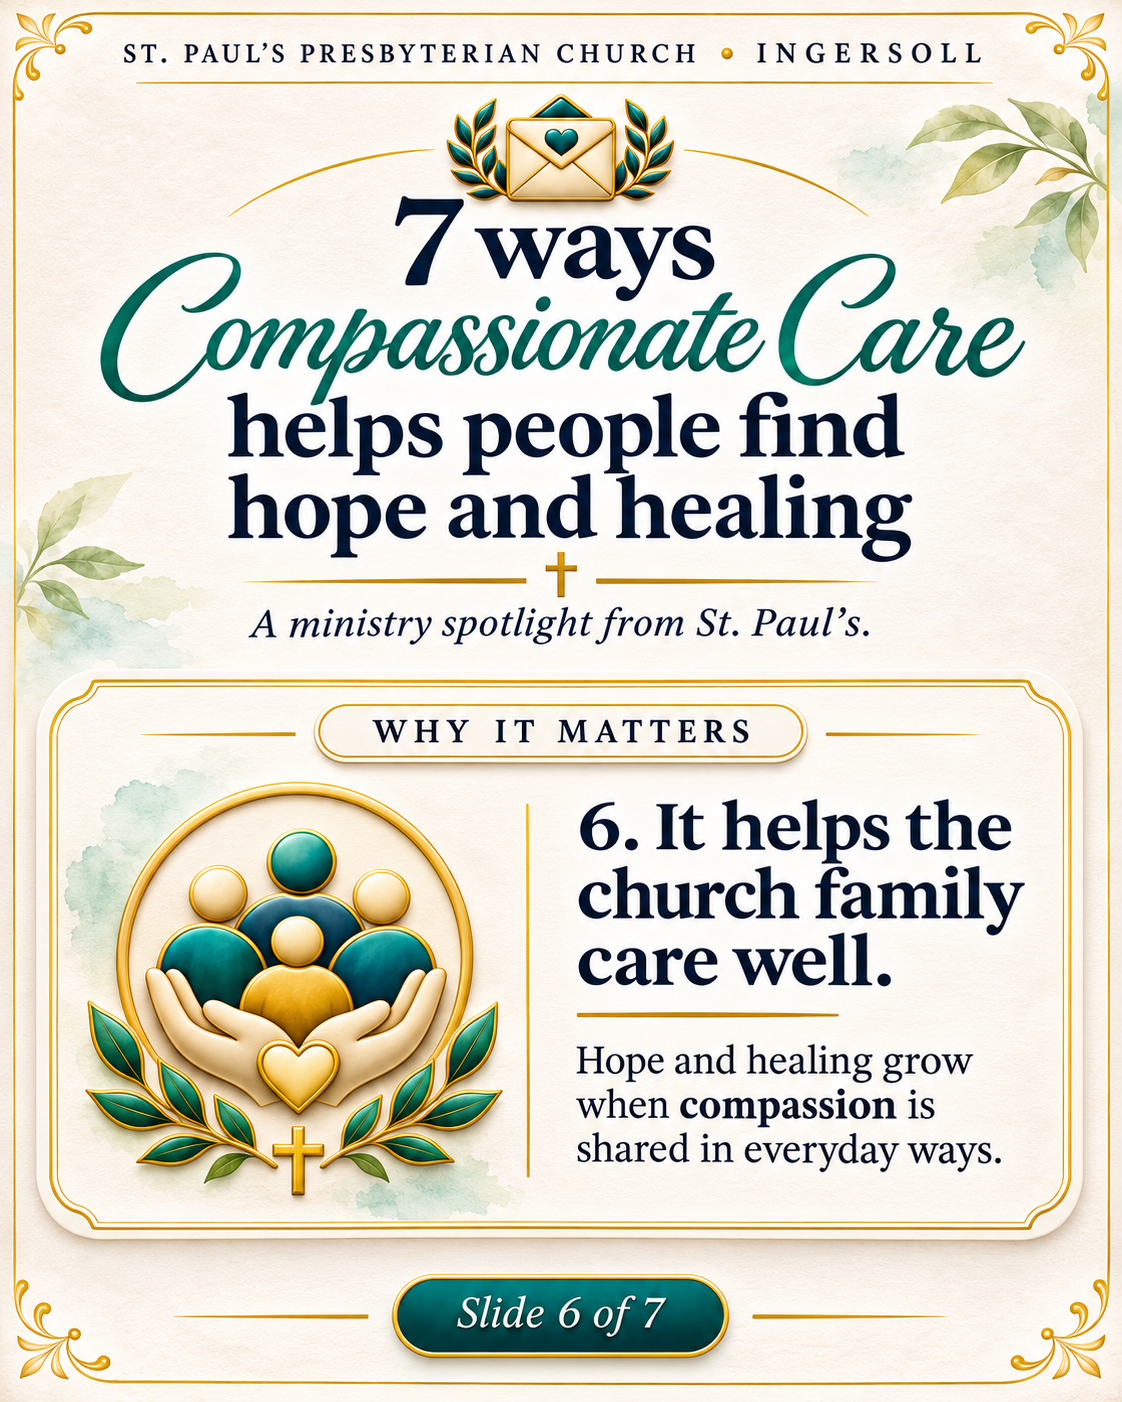 ST. PAUL’S PRESBYTERIAN CHURCH • INGERSOLL
7 ways
Compassionate Care
helps people find
hope and healing
A ministry spotlight from St. Paul’s.
WHY IT MATTERS
6. It helps the
church family
care well.
Hope and healing grow
when compassion is
shared in everyday ways.
Slide 6 of 7